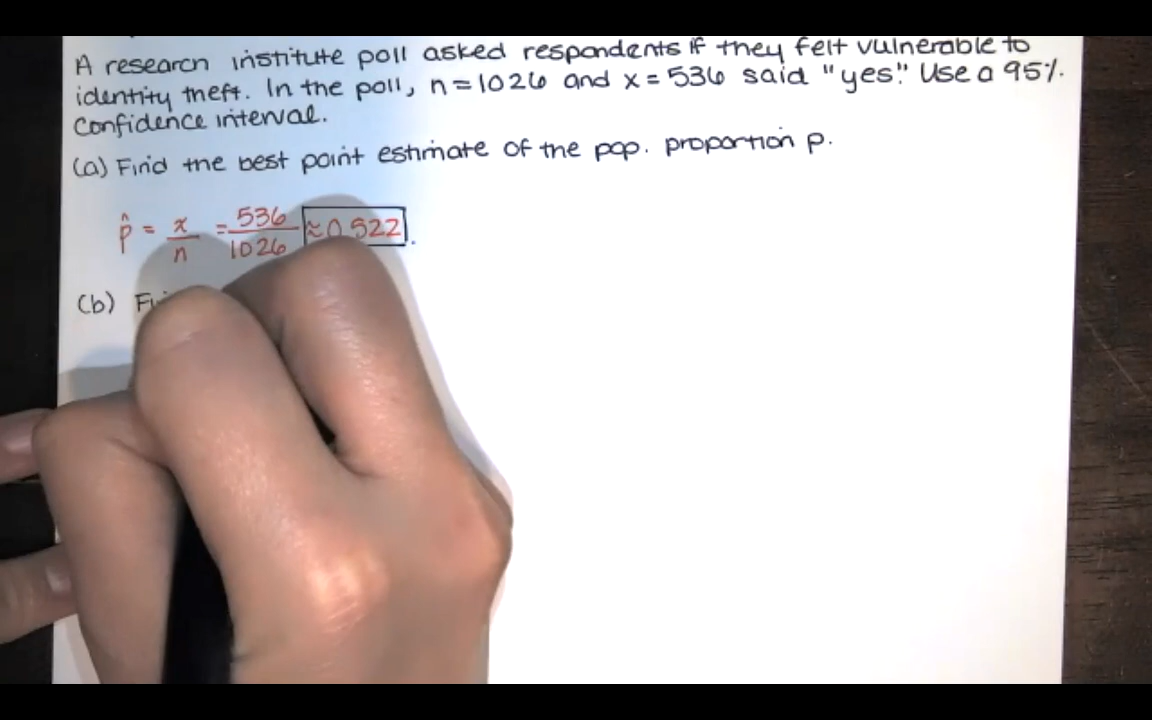 A research institute poll asked respondents if they felt vulnerable to
identity theft. In the poll, n = 1026 and x = 536 said "yes." Use a 95%
Confidence interval.
(a) Find the best point estimate of the pop. proportion p.
p̂ = x/n = 536/1026 ≈ 0.522.
(b)